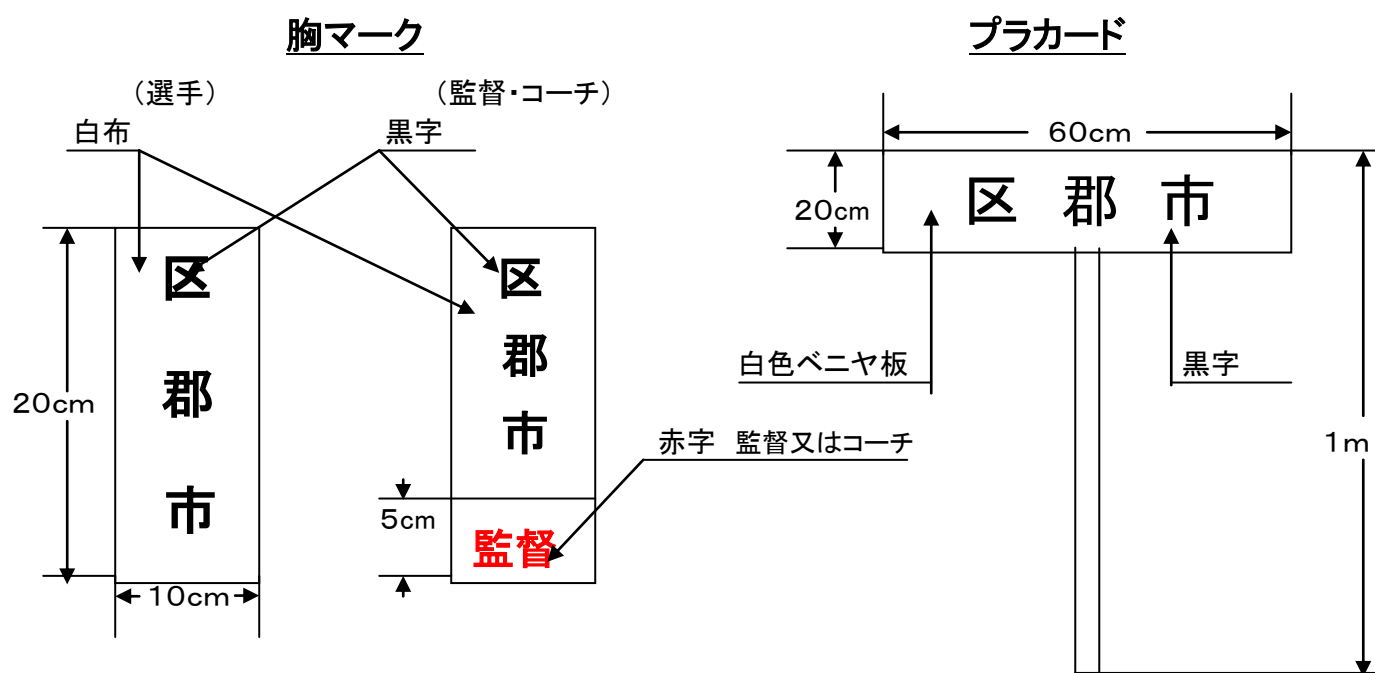 胸マーク
（選手）
（監督・コーチ）
白布
黒字
区
郡
市
20cm
10cm
区
郡
市
5cm
監督
赤字 監督又はコーチ
プラカード
60cm
20cm
区 郡 市
白色ベニヤ板
黒字
1m